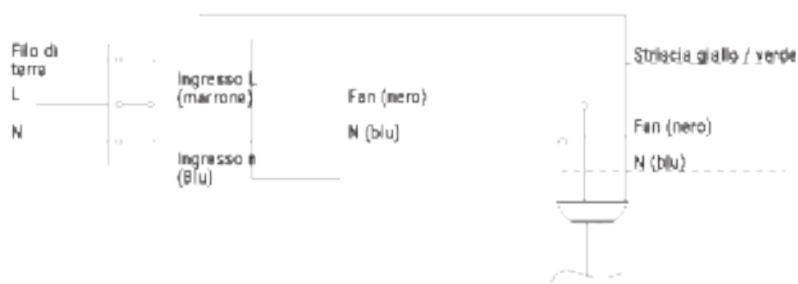 Filo di
terra
L
N
Ingresso L
(marrone)
Ingresso n
(Blu)
Fan (nero)
N (blu)
Striscia giallo / verde
Fan (nero)
N (blu)